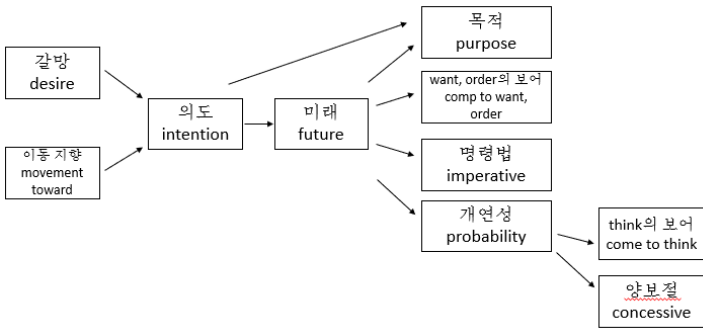 갈망
desire
이동 지향
movement
toward
의도
intention
미래
future
목적
purpose
want, order의 보어
comp to want,
order
명령법
imperative
개연성
probability
think의 보어
come to think
양보절
concessive